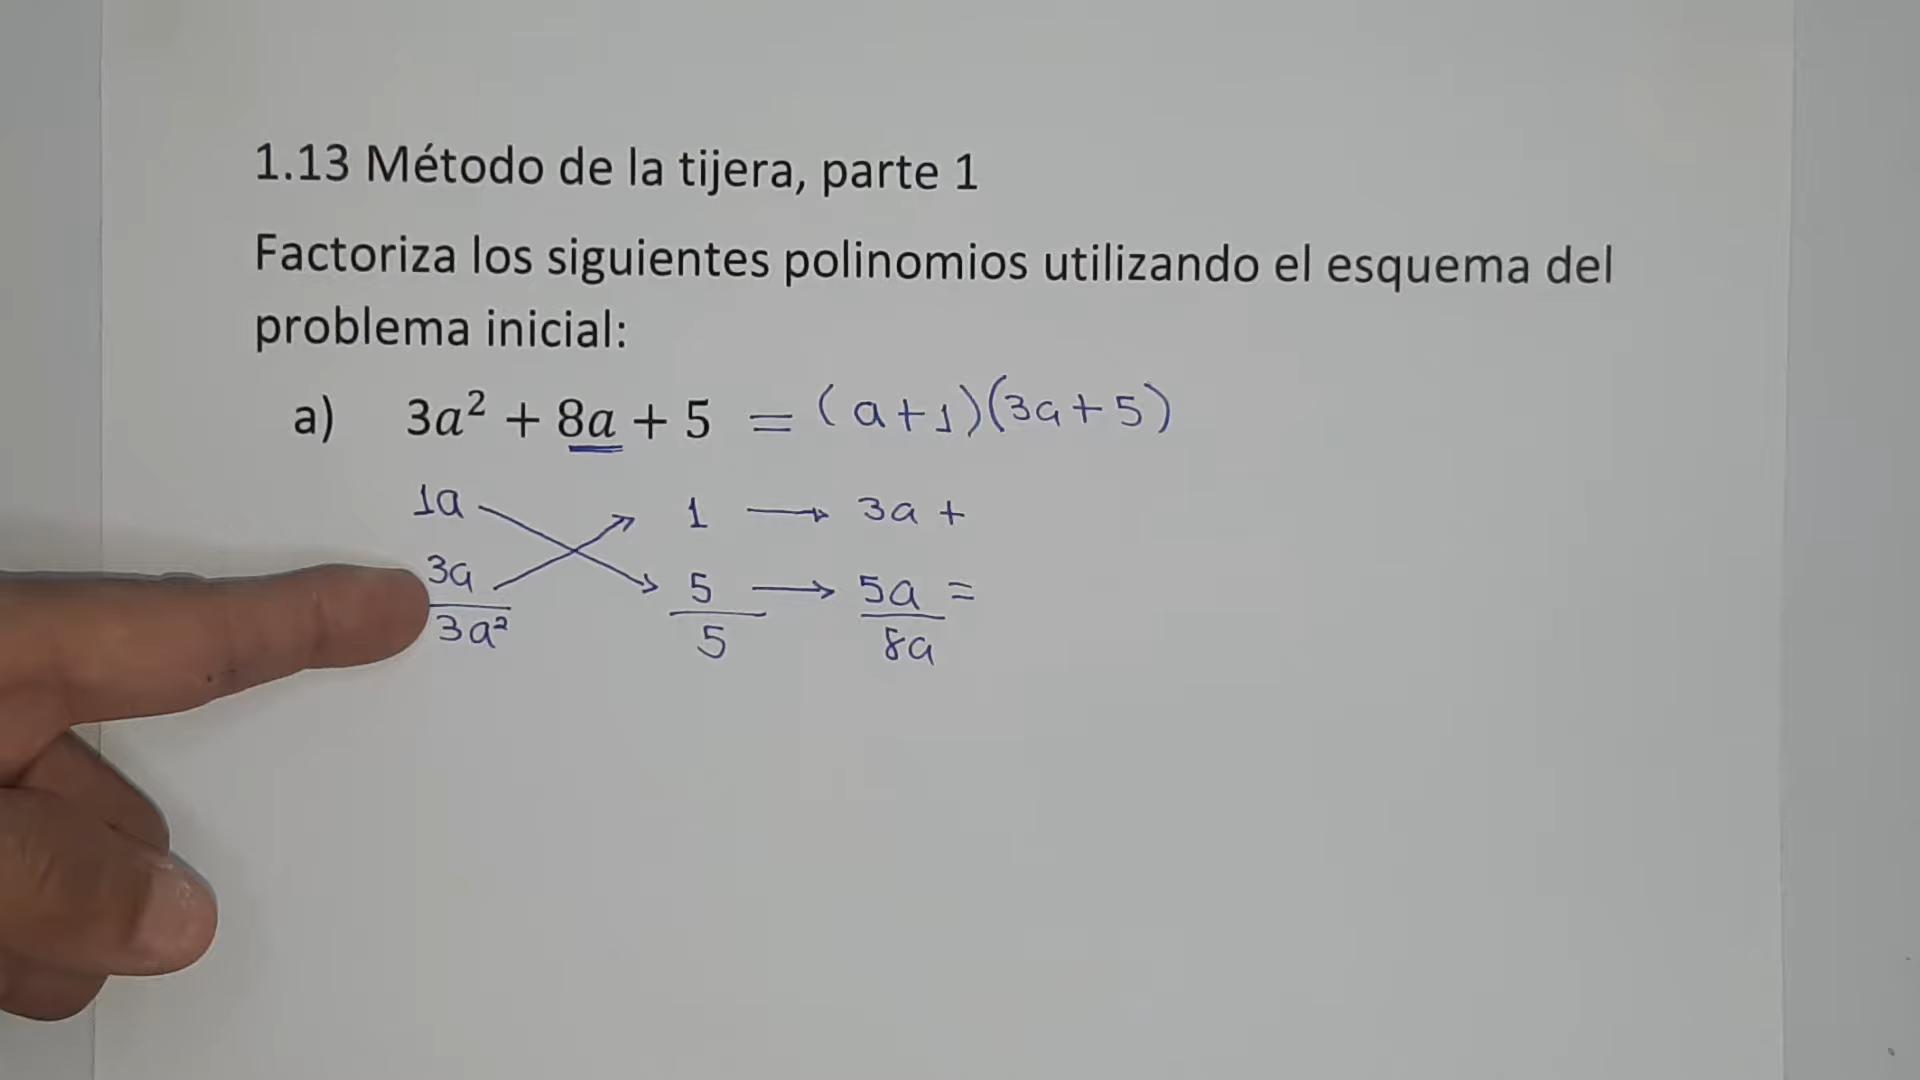 1.13 Método de la tijera, parte 1
Factoriza los siguientes polinomios utilizando el esquema del
problema inicial:
a) 3a² + 8a + 5 = (a+1)(3a+5)
1a 1 → 3a +
3a 5 → 5a =
3a² 5 8a